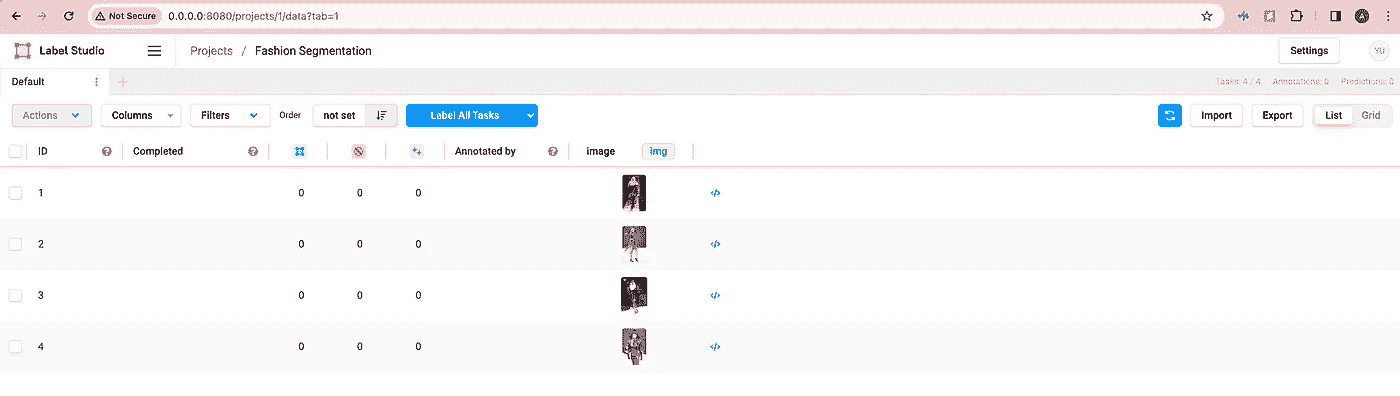 Not Secure 0.0.0.0:8080/projects/1/data?tab=1 A
Label Studio Projects / Fashion Segmentation Settings YU
Default Tasks: 4 / 4 Annotations: 0 Predictions: 0
Actions Columns Filters Order not set Label All Tasks Import Export List Grid
ID Completed Annotated by image img
1 0 0 0
2 0 0 0
3 0 0 0
4 0 0 0